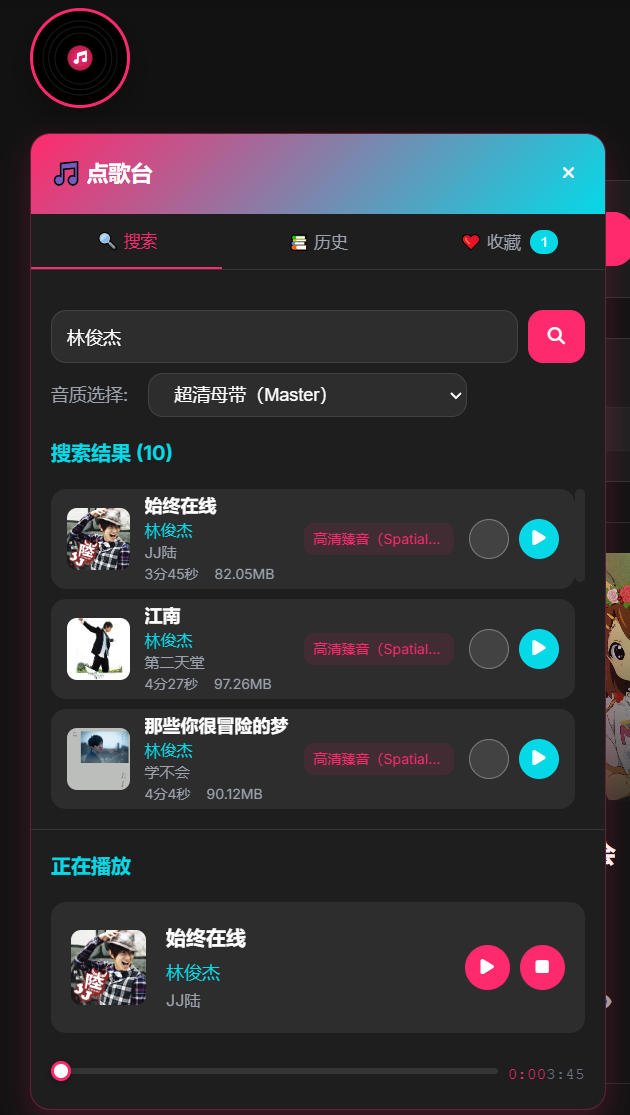 点歌台
搜索
历史
收藏 1
林俊杰
音质选择: 超清母带（Master）
搜索结果 (10)
始终在线
林俊杰
JJ陆
3分45秒 82.05MB
高清臻音（Spatial...
江南
林俊杰
第二天堂
4分27秒 97.26MB
高清臻音（Spatial...
那些你很冒险的梦
林俊杰
学不会
4分4秒 90.12MB
高清臻音（Spatial...
正在播放
始终在线
林俊杰
JJ陆
0:003:45